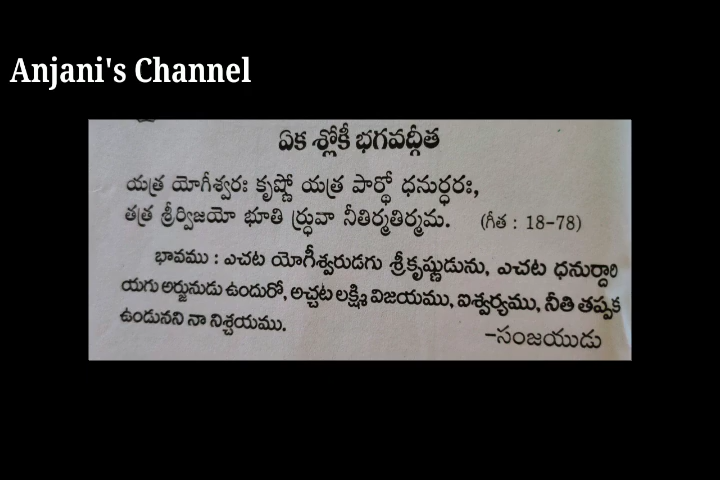 Anjani's Channel
ఏక శ్లోకీ భగవద్గీత
యత్ర యోగీశ్వరః కృష్ణో యత్ర పార్థో ధనుర్ధరః,
తత్ర శ్రీర్విజయో భూతి ర్ధ్రువా నీతిర్మతిర్మమ. (గీత : 18-78)
భావము : ఎచట యోగీశ్వరుడగు శ్రీకృష్ణుడును, ఎచట ధనుర్ధారి
యగు అర్జునుడు ఉందురో, అచ్చట లక్ష్మి విజయము, ఐశ్వర్యము, నీతి తప్పక
ఉండునని నా నిశ్చయము.
-సంజయుడు